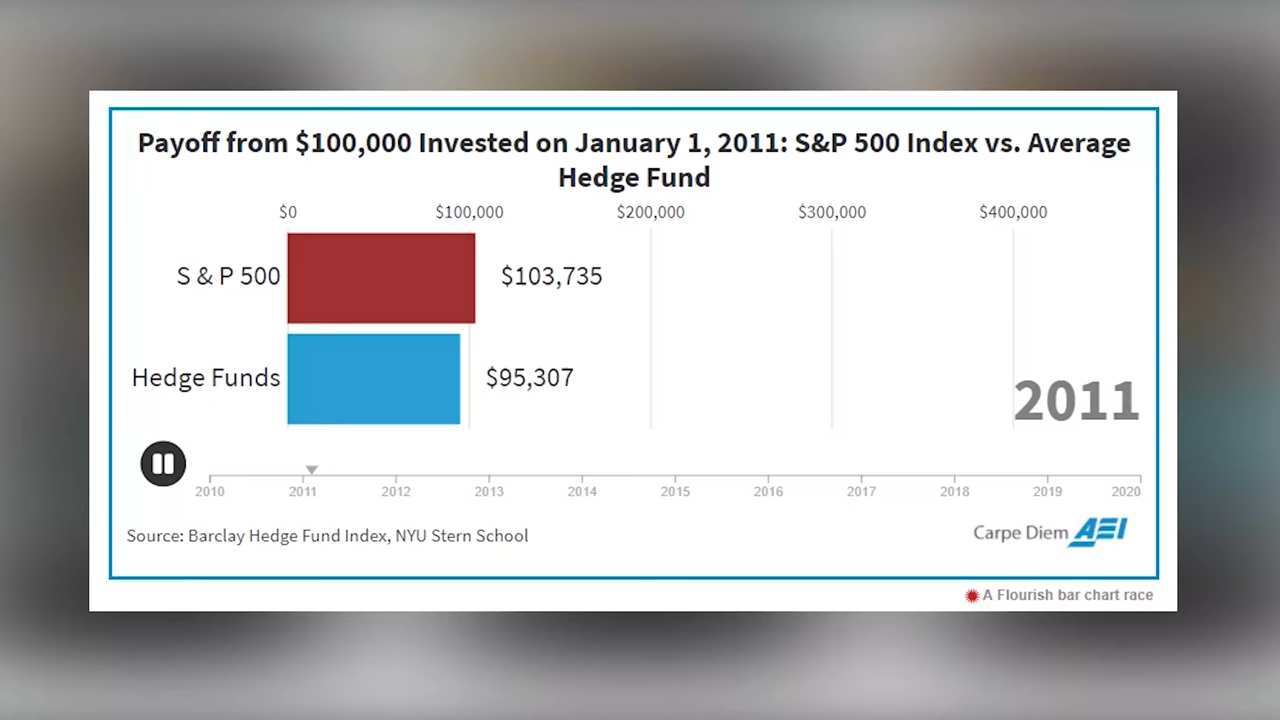 Payoff from $100,000 Invested on January 1, 2011: S&P 500 Index vs. Average
Hedge Fund
$0 $100,000 $200,000 $300,000 $400,000
S & P 500 $103,735
Hedge Funds $95,307
2011
2010 2011 2012 2013 2014 2015 2016 2017 2018 2019 2020
Source: Barclay Hedge Fund Index, NYU Stern School
Carpe Diem AEI
A Flourish bar chart race